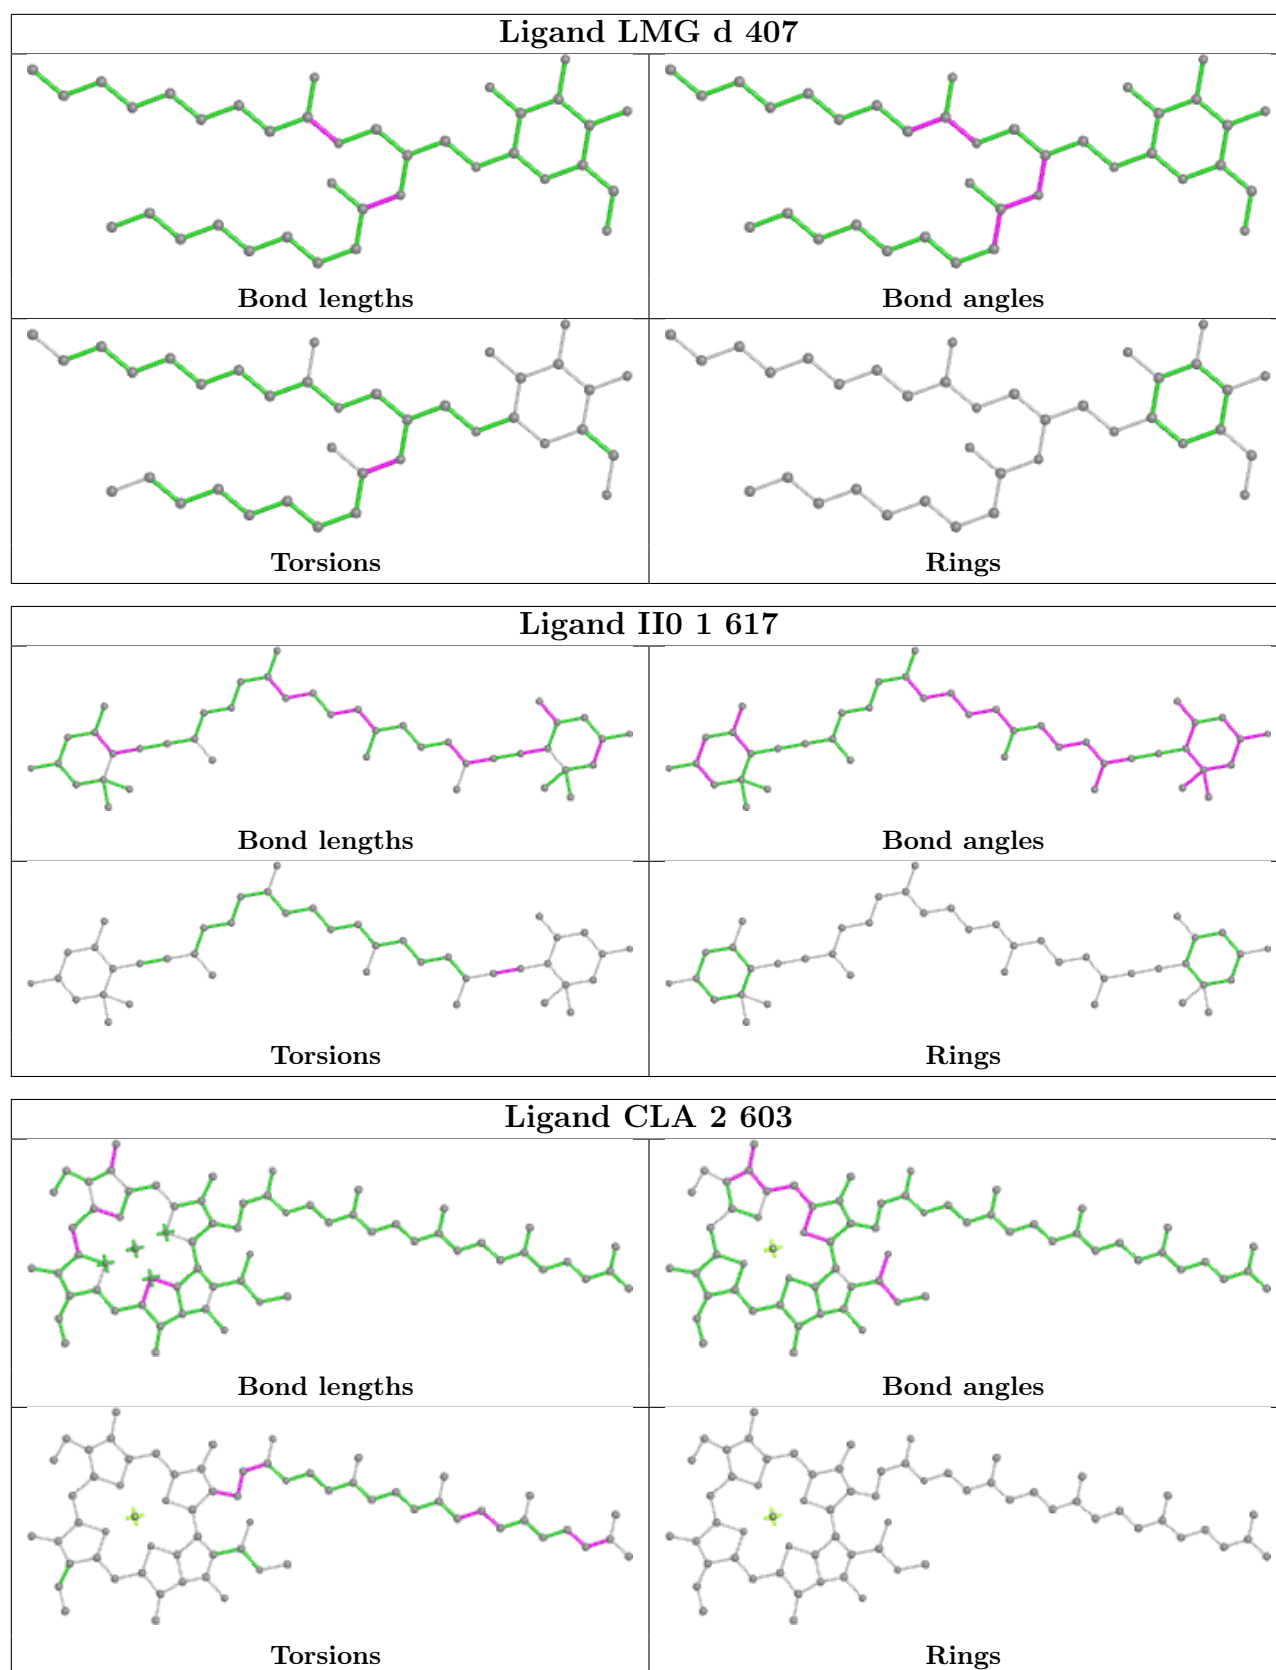 Ligand LMG d 407
Bond lengths
Bond angles
Torsions
Rings
Ligand II0 1 617
Bond lengths
Bond angles
Torsions
Rings
Ligand CLA 2 603
Bond lengths
Bond angles
Torsions
Rings